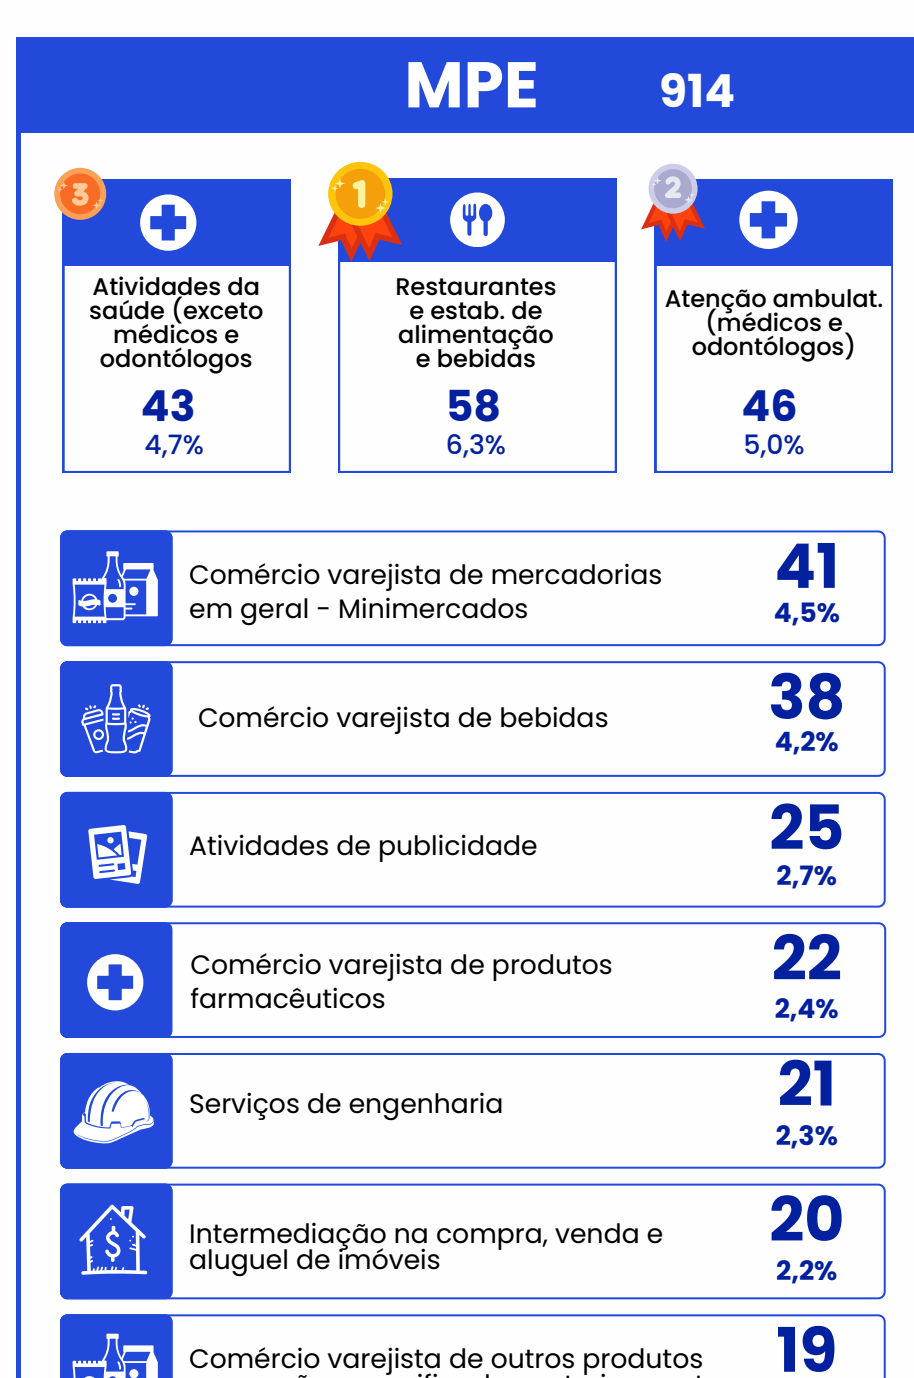 MPE 914
3
Atividades da
saúde (exceto
médicos e
odontólogos
43
4,7%
1
Restaurantes
e estab. de
alimentação
e bebidas
58
6,3%
2
Atenção ambulat.
(médicos e
odontólogos)
46
5,0%
Comércio varejista de mercadorias
em geral - Minimercados
41
4,5%
Comércio varejista de bebidas
38
4,2%
Atividades de publicidade
25
2,7%
Comércio varejista de produtos
farmacêuticos
22
2,4%
Serviços de engenharia
21
2,3%
Intermediação na compra, venda e
aluguel de imóveis
20
2,2%
Comércio varejista de outros produtos
19